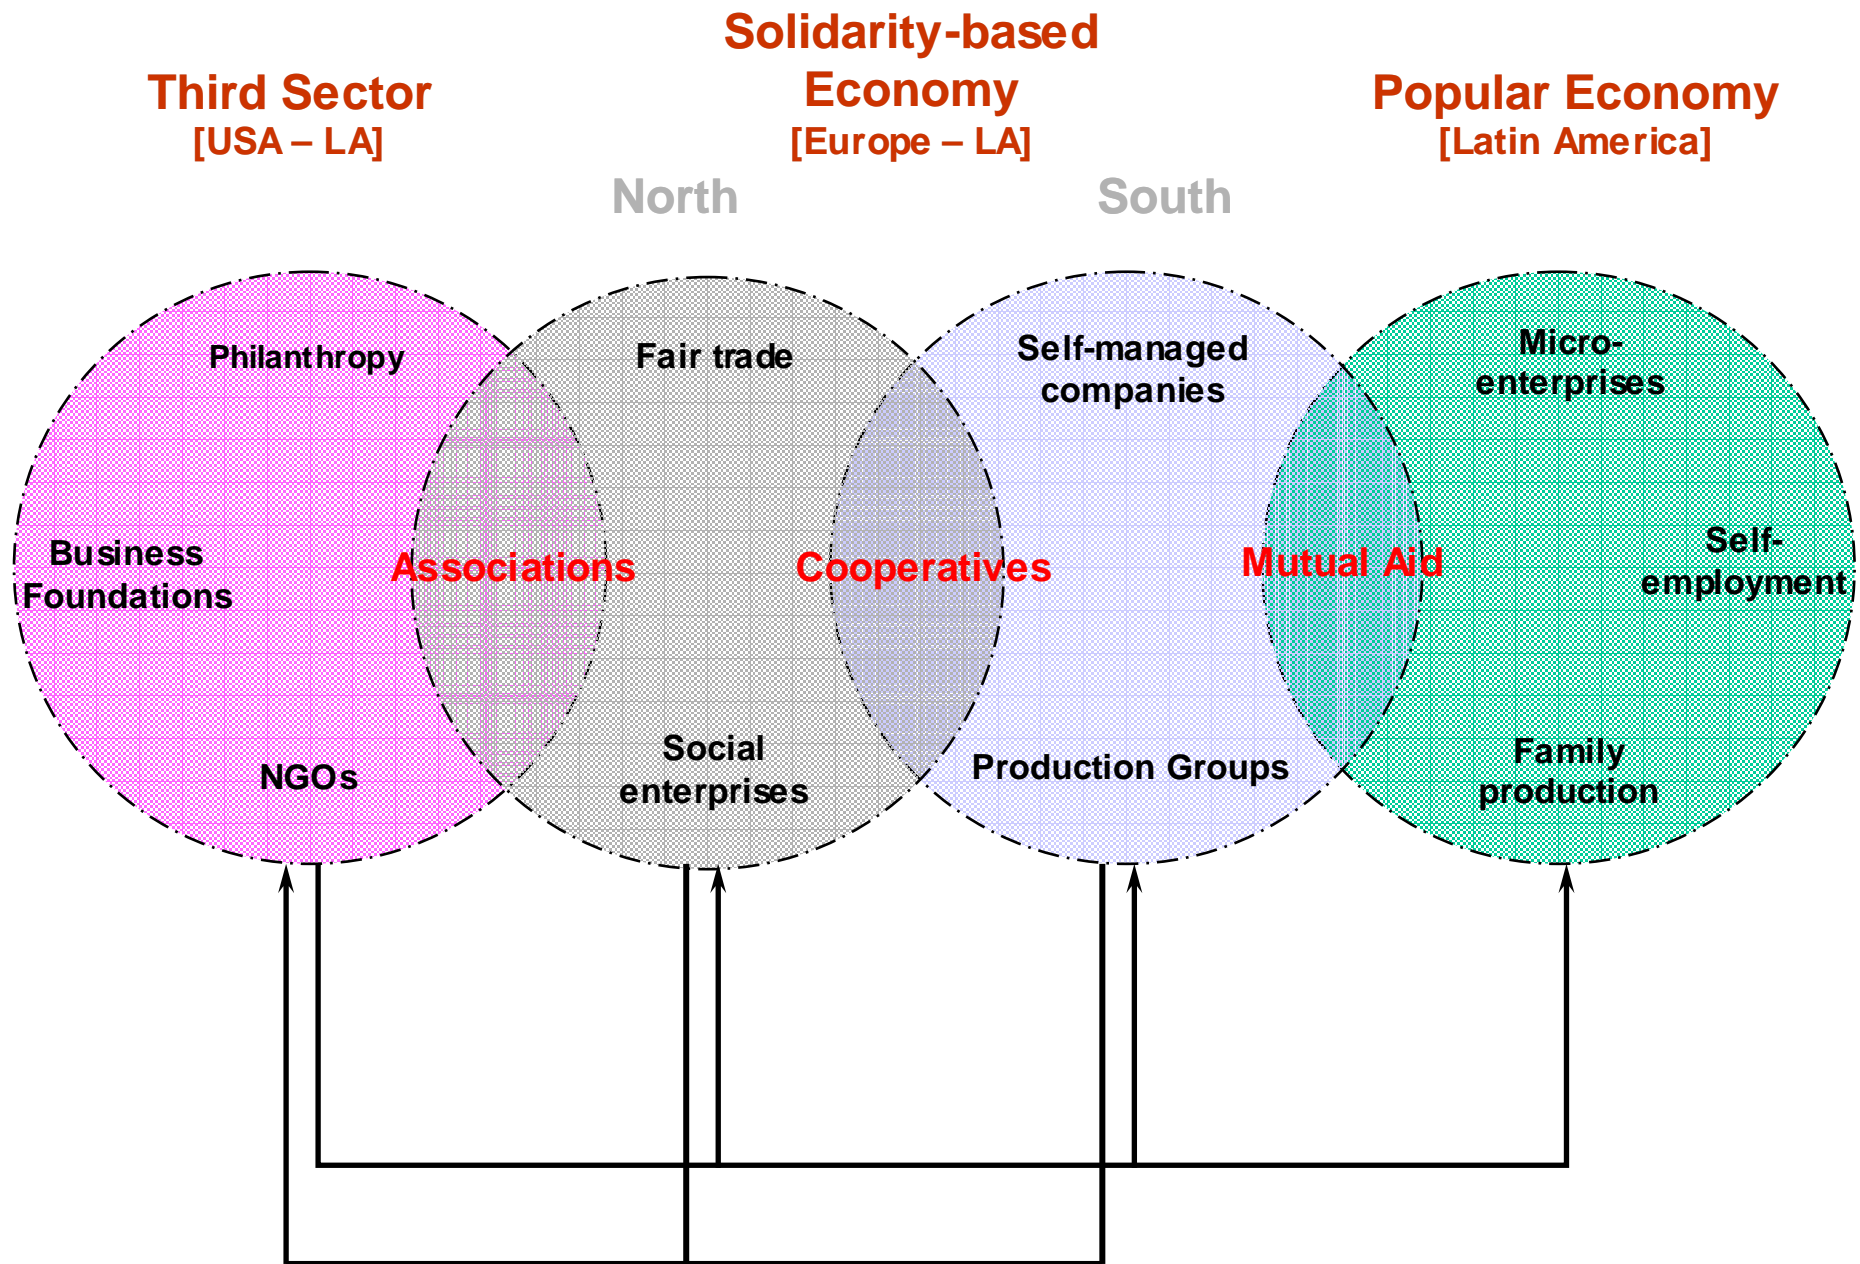 Solidarity-based
Economy
[Europe – LA]
Third Sector
[USA – LA]
Popular Economy
[Latin America]
North
South
Philanthropy
Business
Foundations
NGOs
Associations
Fair trade
Social
enterprises
Cooperatives
Self-managed
companies
Production Groups
Mutual Aid
Micro-
enterprises
Self-
employment
Family
production